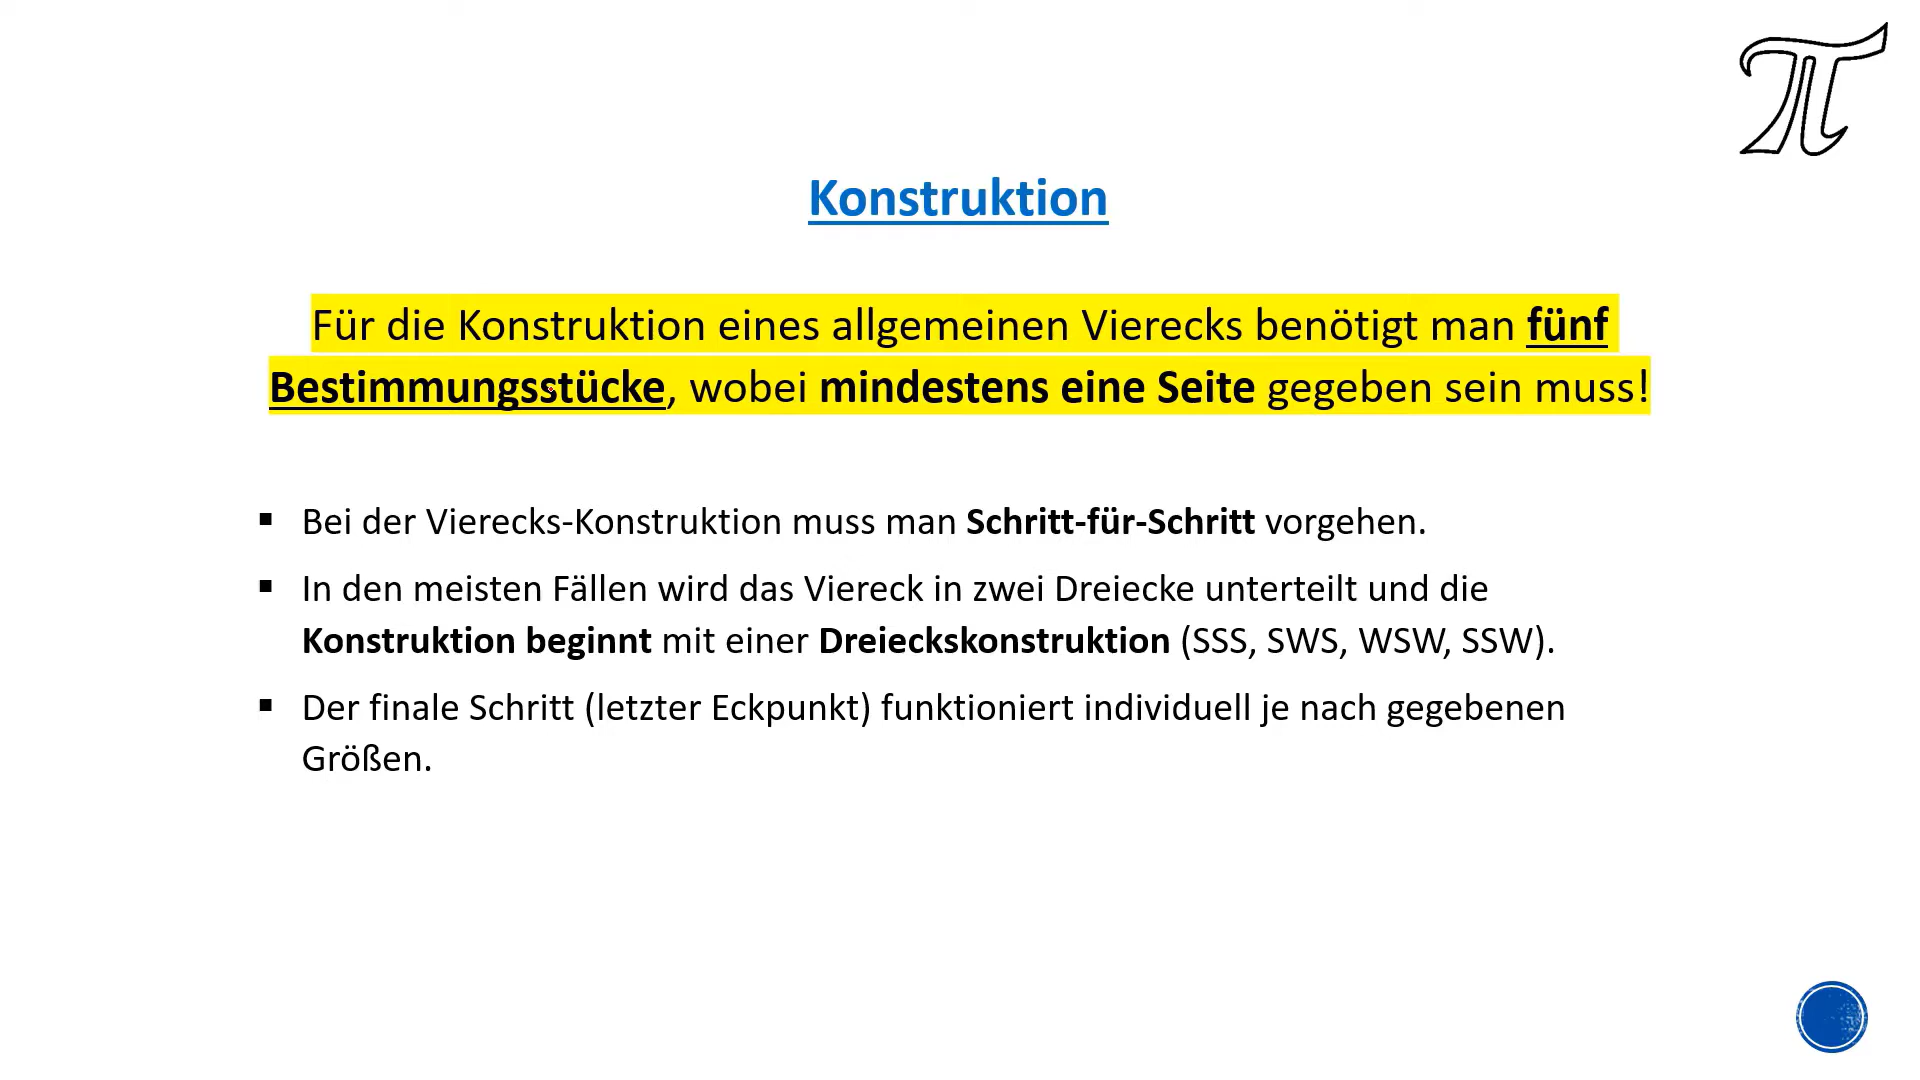 Konstruktion
Für die Konstruktion eines allgemeinen Vierecks benötigt man fünf
Bestimmungsstücke, wobei mindestens eine Seite gegeben sein muss!
▪ Bei der Vierecks-Konstruktion muss man Schritt-für-Schritt vorgehen.
▪ In den meisten Fällen wird das Viereck in zwei Dreiecke unterteilt und die
Konstruktion beginnt mit einer Dreieckskonstruktion (SSS, SWS, WSW, SSW).
▪ Der finale Schritt (letzter Eckpunkt) funktioniert individuell je nach gegebenen
Größen.